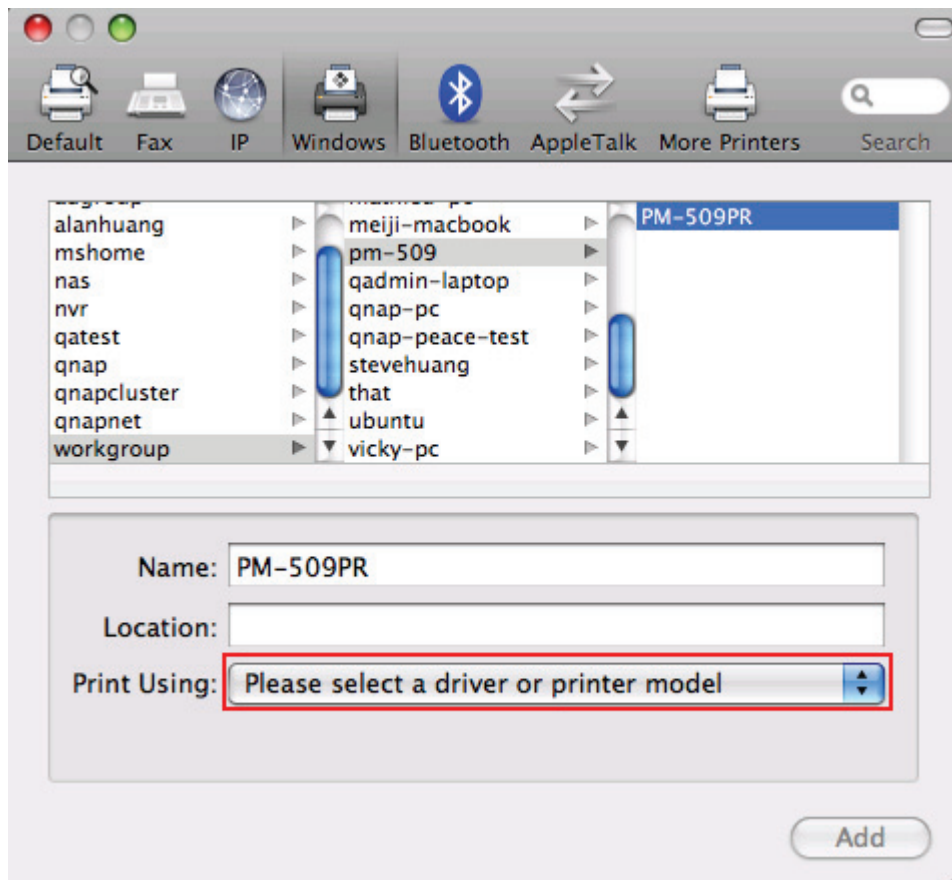 Default Fax IP Windows Bluetooth AppleTalk More Printers Search
alanhuang
mshome
nas
nvr
qatest
qnap
qnapcluster
qnapnet
workgroup
meiji-macbook
pm-509
qadmin-laptop
qnap-pc
qnap-peace-test
stevehuang
that
ubuntu
vicky-pc
PM-509PR
Name: PM-509PR
Location:
Print Using: Please select a driver or printer model
Add